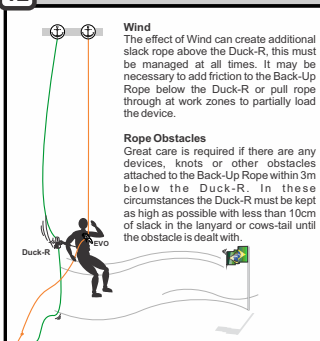 Wind
The effect of Wind can create additional
slack rope above the Duck-R, this must
be managed at all times. It may be
necessary to add friction to the Back-Up
Rope below the Duck-R or pull rope
through at work zones to partially load
the device.
Rope Obstacles
Great care is required if there are any
devices, knots or other obstacles
attached to the Back-Up Rope within 3m
below the Duck-R. In these
circumstances the Duck-R must be kept
as high as possible with less than 10cm
of slack in the lanyard or cows-tail until
the obstacle is dealt with.
EVO
Duck-R